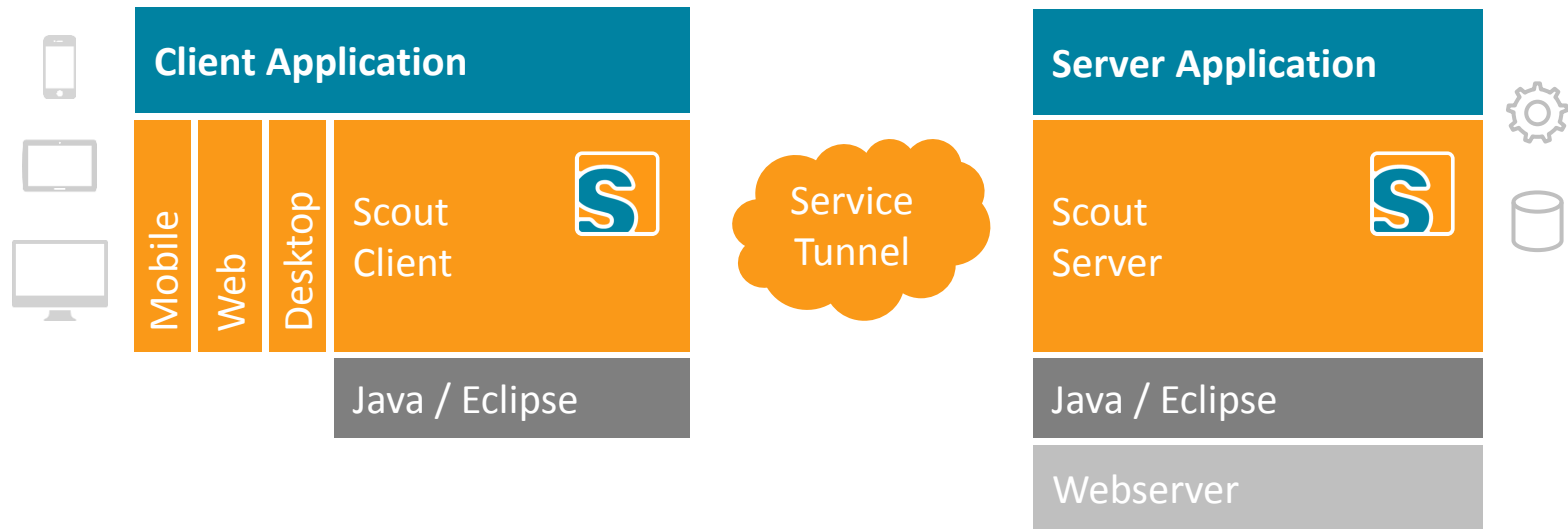 Client Application
Mobile
Web
Desktop
Scout
Client
S
Java / Eclipse
Service
Tunnel
Server Application
Scout
Server
S
Java / Eclipse
Webserver